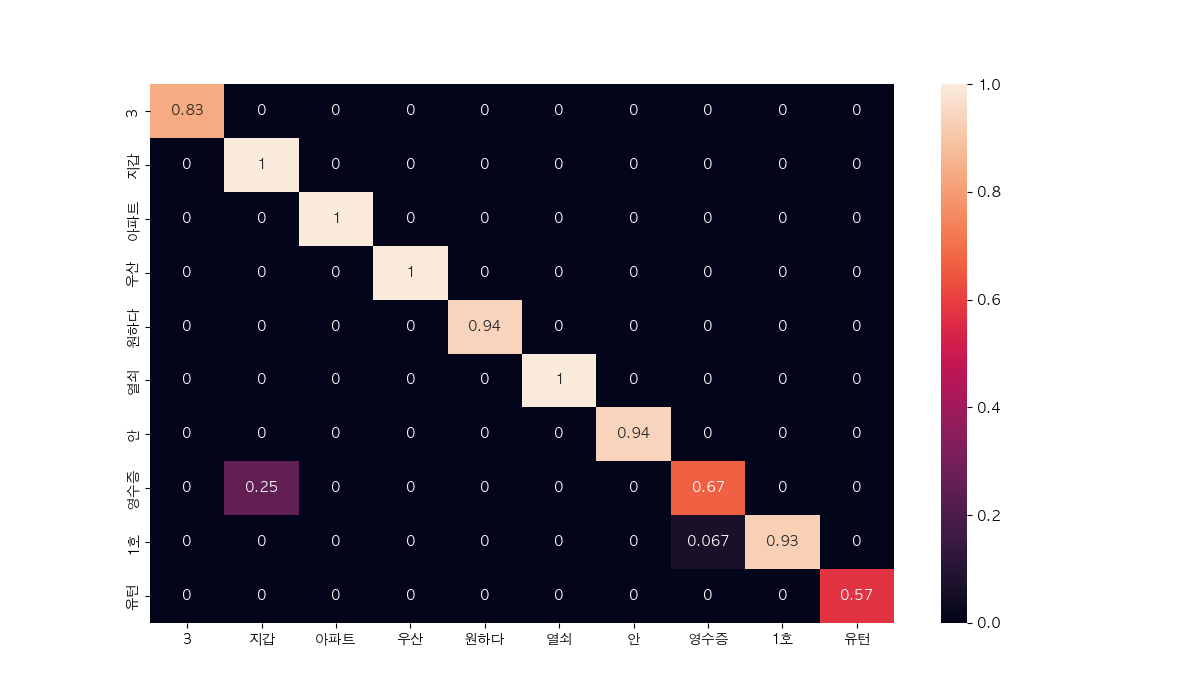 3 0.83 0 0 0 0 0 0 0 0 0
지갑 0 1 0 0 0 0 0 0 0 0
아파트 0 0 1 0 0 0 0 0 0 0
우산 0 0 0 1 0 0 0 0 0 0
원하다 0 0 0 0 0.94 0 0 0 0 0
열쇠 0 0 0 0 0 1 0 0 0 0
안 0 0 0 0 0 0 0.94 0 0 0
영수증 0 0.25 0 0 0 0 0 0.67 0 0
1호 0 0 0 0 0 0 0 0.067 0.93 0
유턴 0 0 0 0 0 0 0 0 0 0.57
3 지갑 아파트 우산 원하다 열쇠 안 영수증 1호 유턴
1.0
0.8
0.6
0.4
0.2
0.0